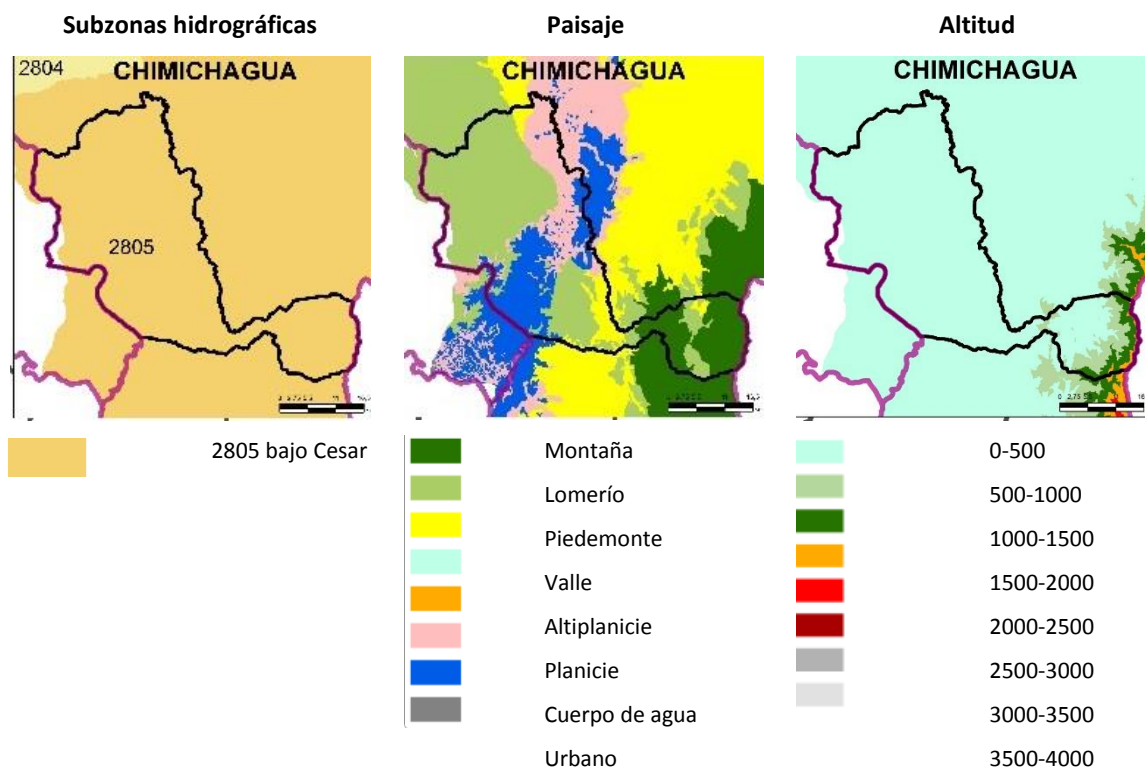 Subzonas hidrográficas
Paisaje
Altitud
2804
CHIMICHAGUA
2805
CHIMICHAGUA
CHIMICHAGUA
2805 bajo Cesar
Montaña
Lomerío
Piedemonte
Valle
Altiplanicie
Planicie
Cuerpo de agua
Urbano
0-500
500-1000
1000-1500
1500-2000
2000-2500
2500-3000
3000-3500
3500-4000